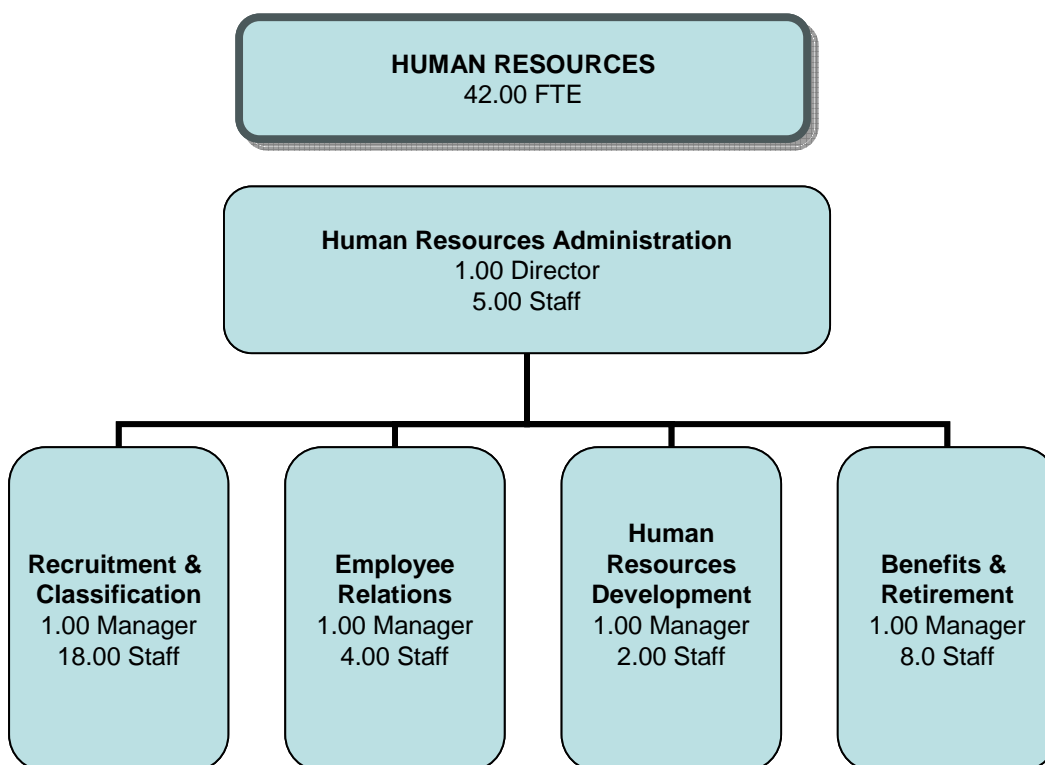 HUMAN RESOURCES
42.00 FTE
Human Resources Administration
1.00 Director
5.00 Staff
Recruitment &
Classification
1.00 Manager
18.00 Staff
Employee
Relations
1.00 Manager
4.00 Staff
Human
Resources
Development
1.00 Manager
2.00 Staff
Benefits &
Retirement
1.00 Manager
8.0 Staff